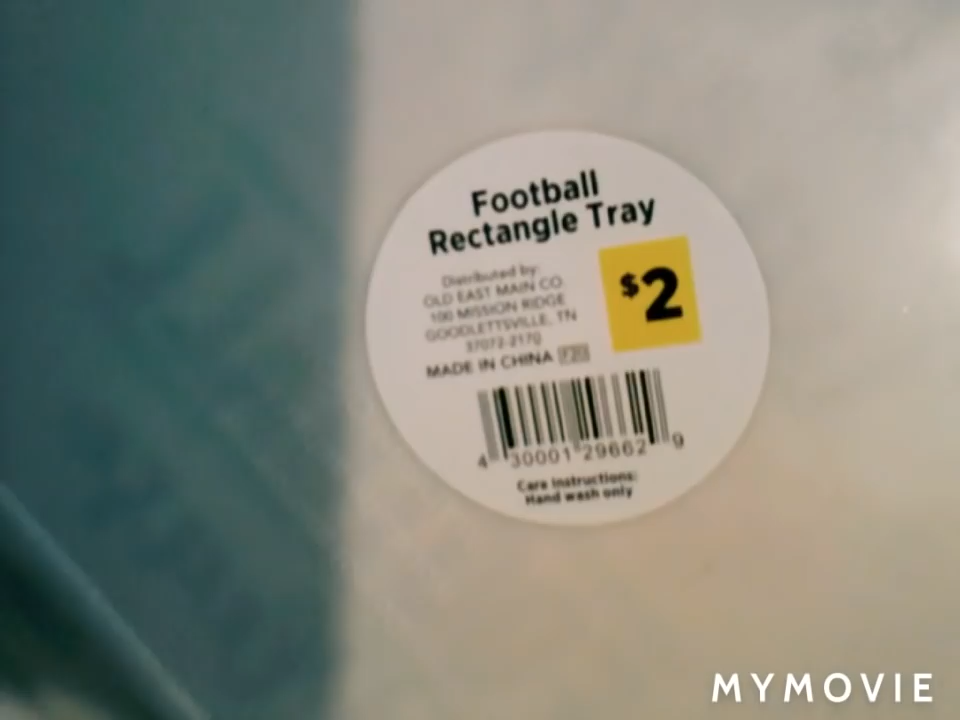 Football
Rectangle Tray
$2
Distributed by:
OLD EAST MAIN CO
100 MISSION RIDGE
GOODLETTSVILLE, TN
37072-2170
MADE IN CHINA F20
4 30001 29662 9
Care Instructions:
Hand wash only
MYMOVIE